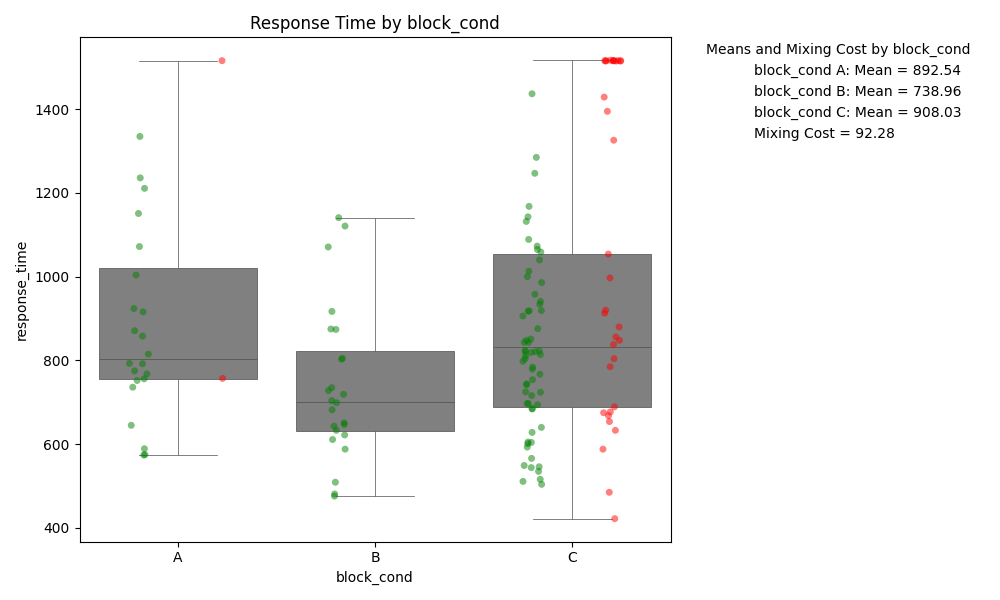 Response Time by block_cond
Means and Mixing Cost by block_cond
block_cond A: Mean = 892.54
block_cond B: Mean = 738.96
block_cond C: Mean = 908.03
Mixing Cost = 92.28
response_time
1400
1200
1000
800
600
400
A
B
C
block_cond